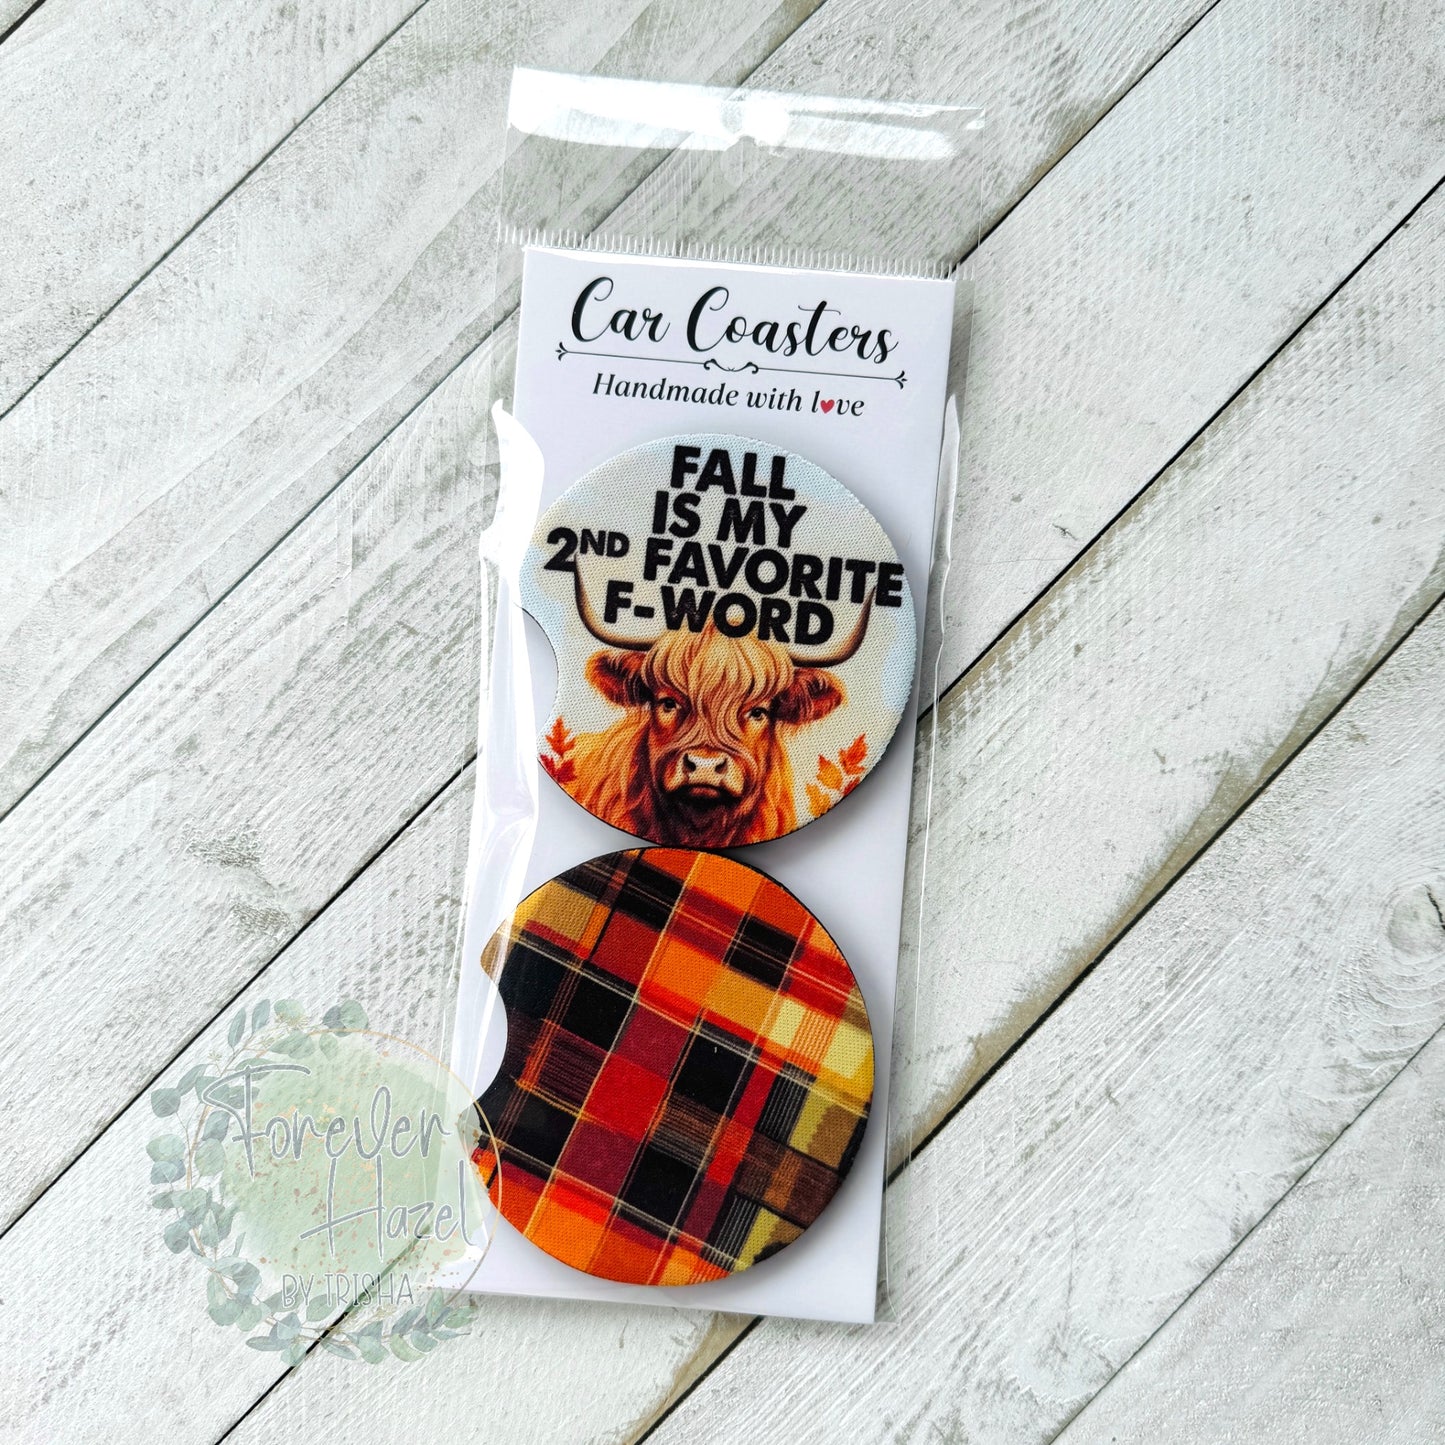 Car Coasters
Handmade with love
FALL
IS MY
2ND FAVORITE
F-WORD
Forever
Hazel
BY TRISHA